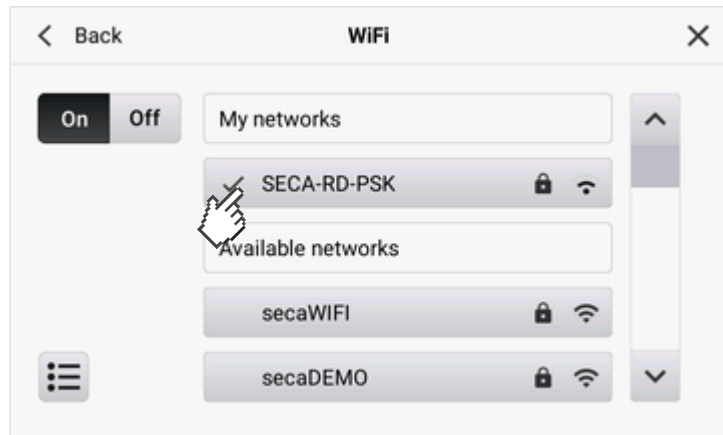 Back
WiFi
On Off
My networks
SECA-RD-PSK
Available networks
secaWIFI
secaDEMO